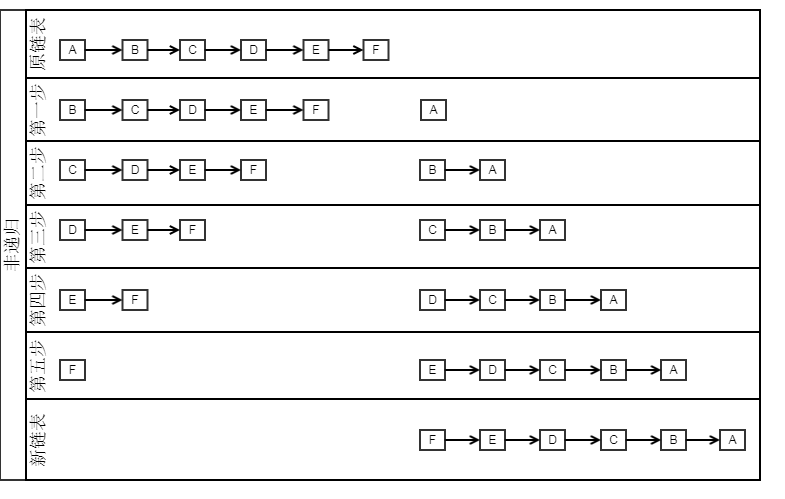 非递归
原链表
A B C D E F
第一步
B C D E F A
第二步
C D E F B A
第三步
D E F C B A
第四步
E F D C B A
第五步
F E D C B A
新链表
F E D C B A